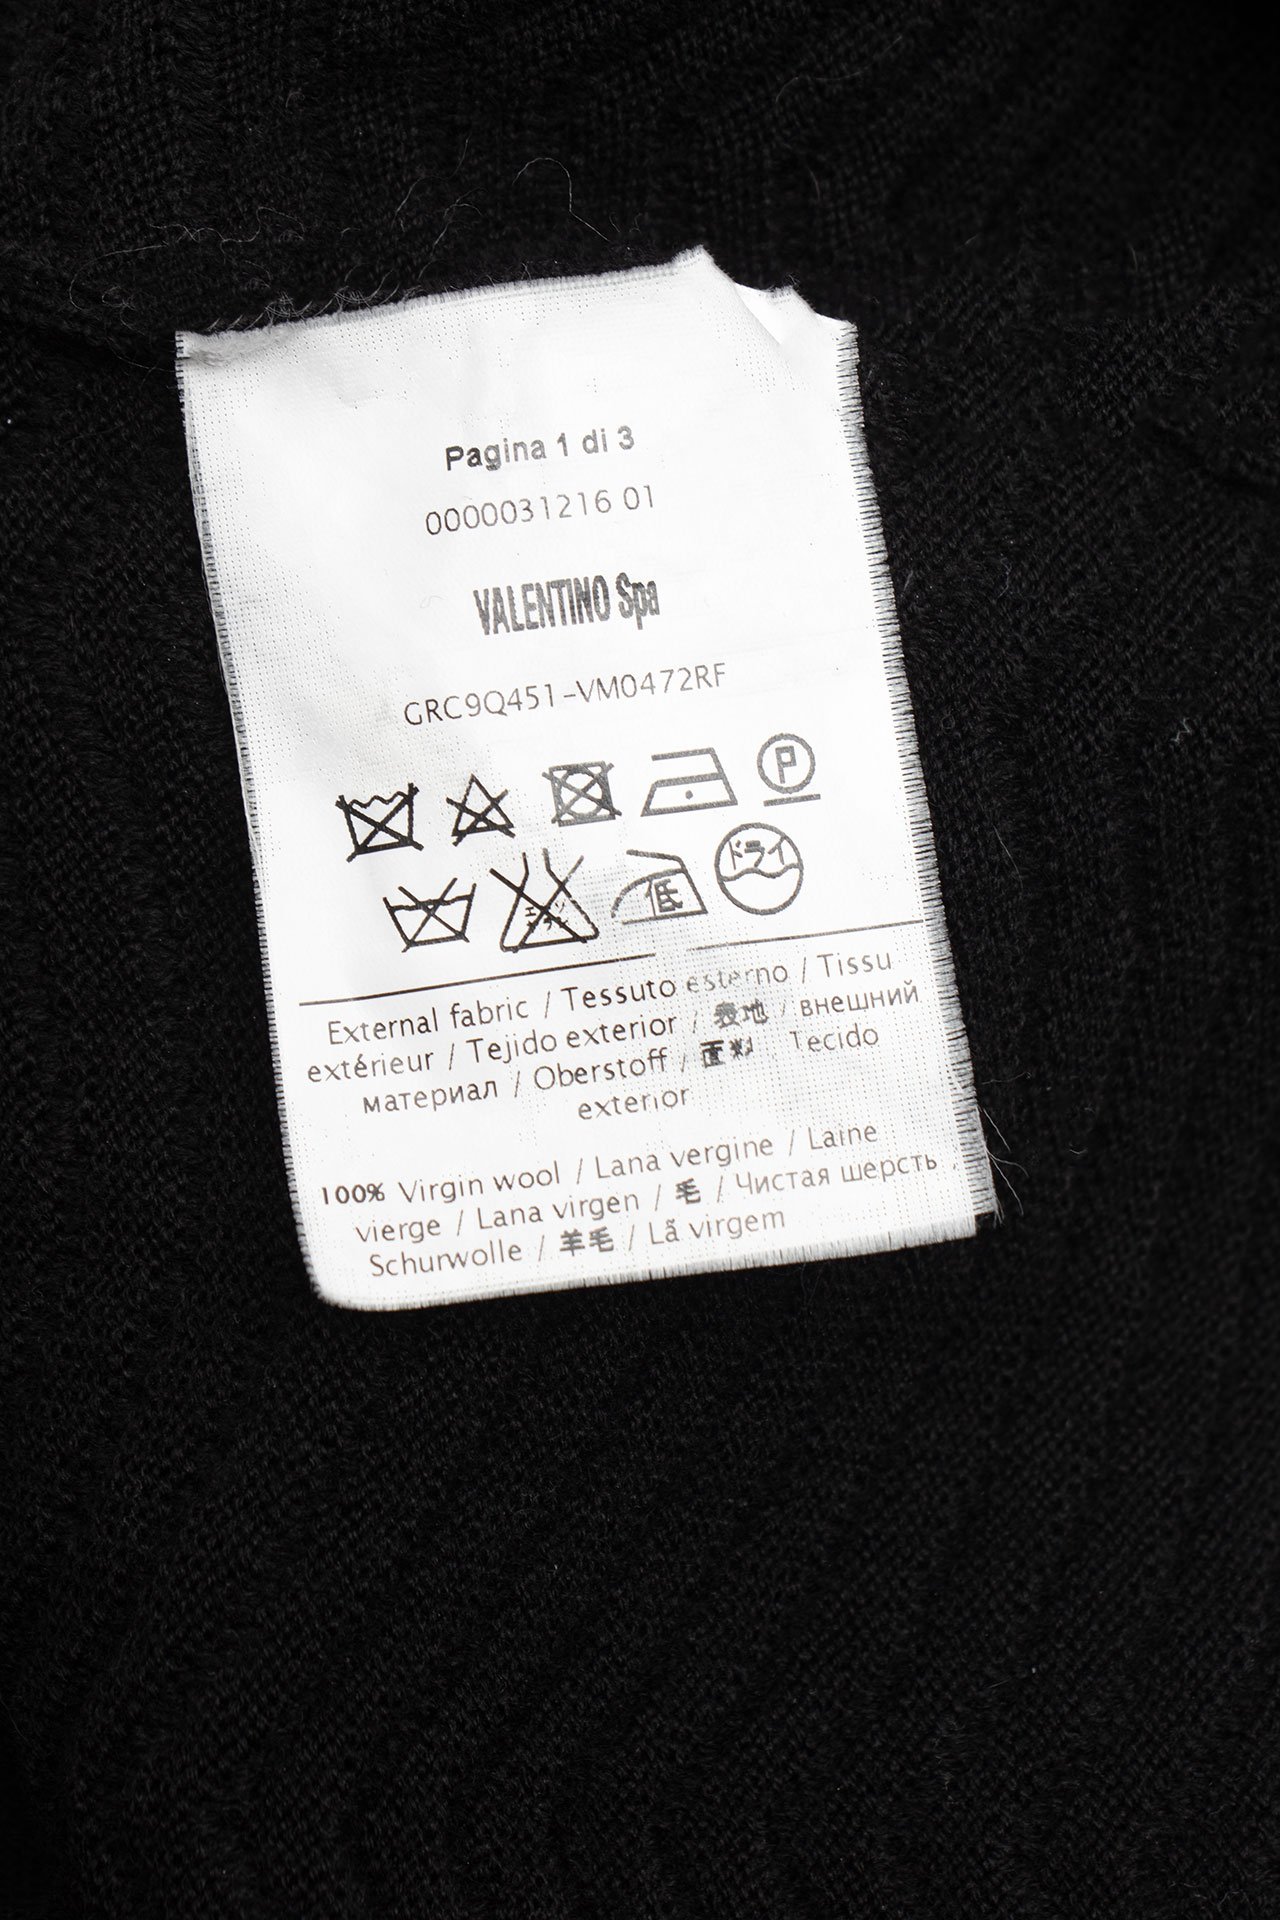 Pagina 1 di 3
0000031216 01
VALENTINO Spa
GRC9Q451-VM0472RF
P
ドライ
低
External fabric / Tessuto esterno / Tissu
extérieur / Tejido exterior / 表地 / внешний
материал / Oberstoff / 面料 / Tecido
exterior
100% Virgin wool / Lana vergine / Laine
vierge / Lana virgen / 毛 / Чистая шерсть /
Schurwolle / 羊毛 / Lã virgem